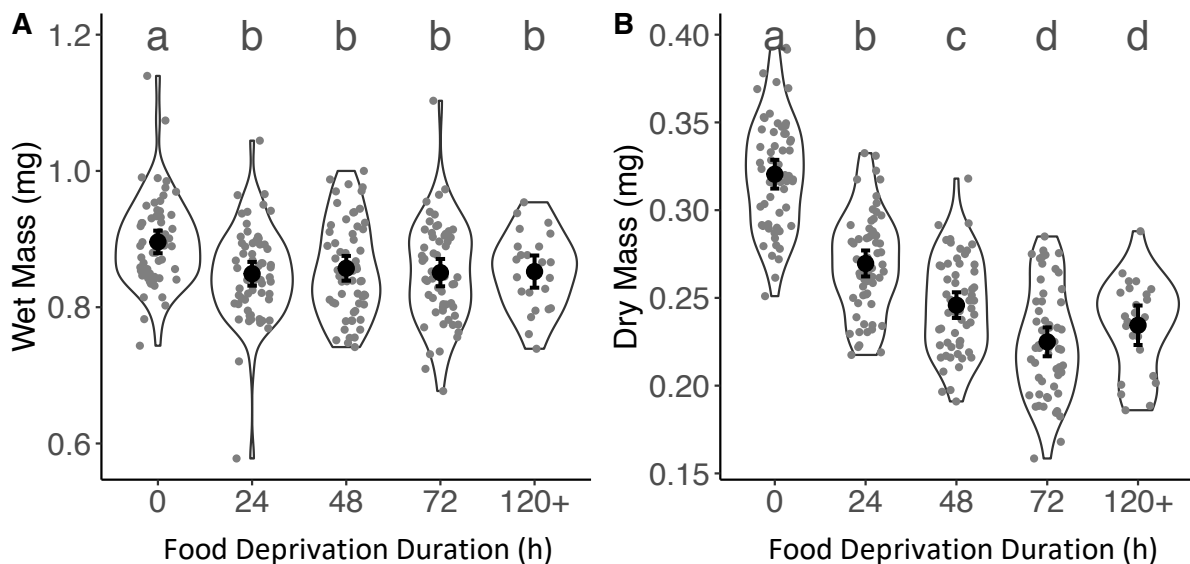 A
a b b b b
Wet Mass (mg)
1.2
1.0
0.8
0.6
0 24 48 72 120+
Food Deprivation Duration (h)
B
a b c d d
Dry Mass (mg)
0.40
0.35
0.30
0.25
0.20
0.15
0 24 48 72 120+
Food Deprivation Duration (h)